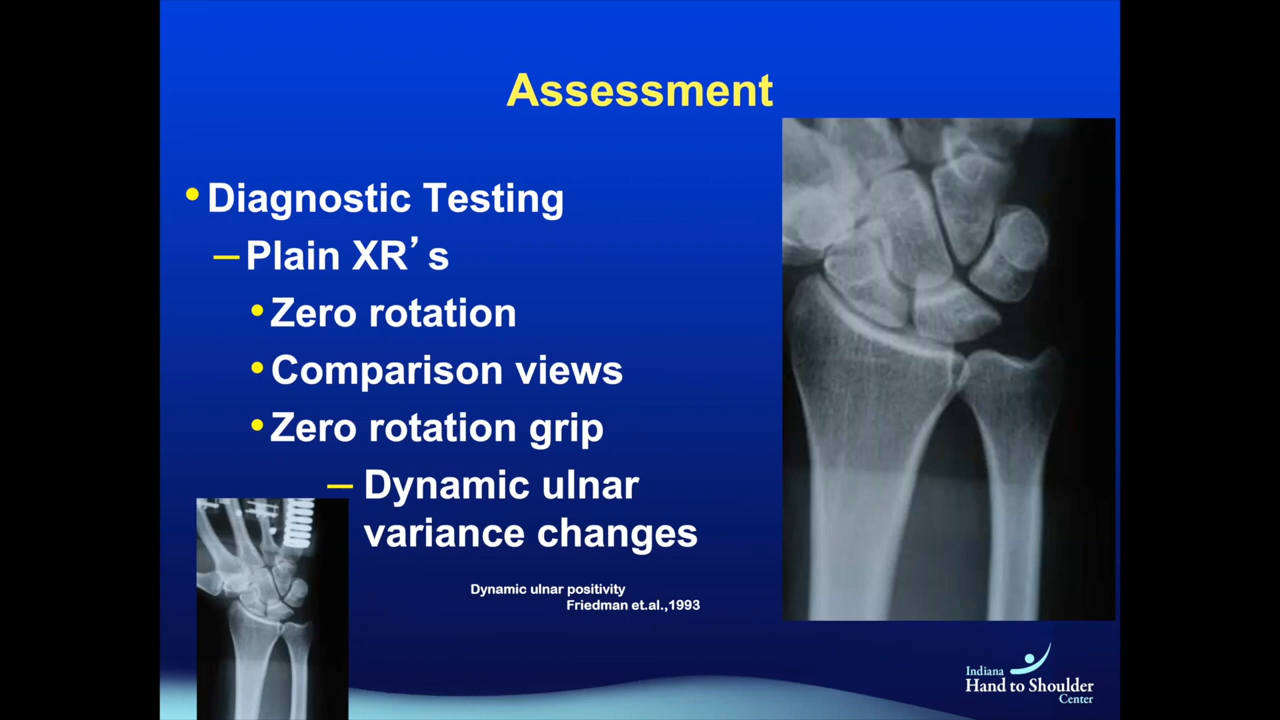 Assessment
• Diagnostic Testing
– Plain XR’s
• Zero rotation
• Comparison views
• Zero rotation grip
– Dynamic ulnar
variance changes
Dynamic ulnar positivity
Friedman et.al.,1993
Indiana
Hand to Shoulder
Center